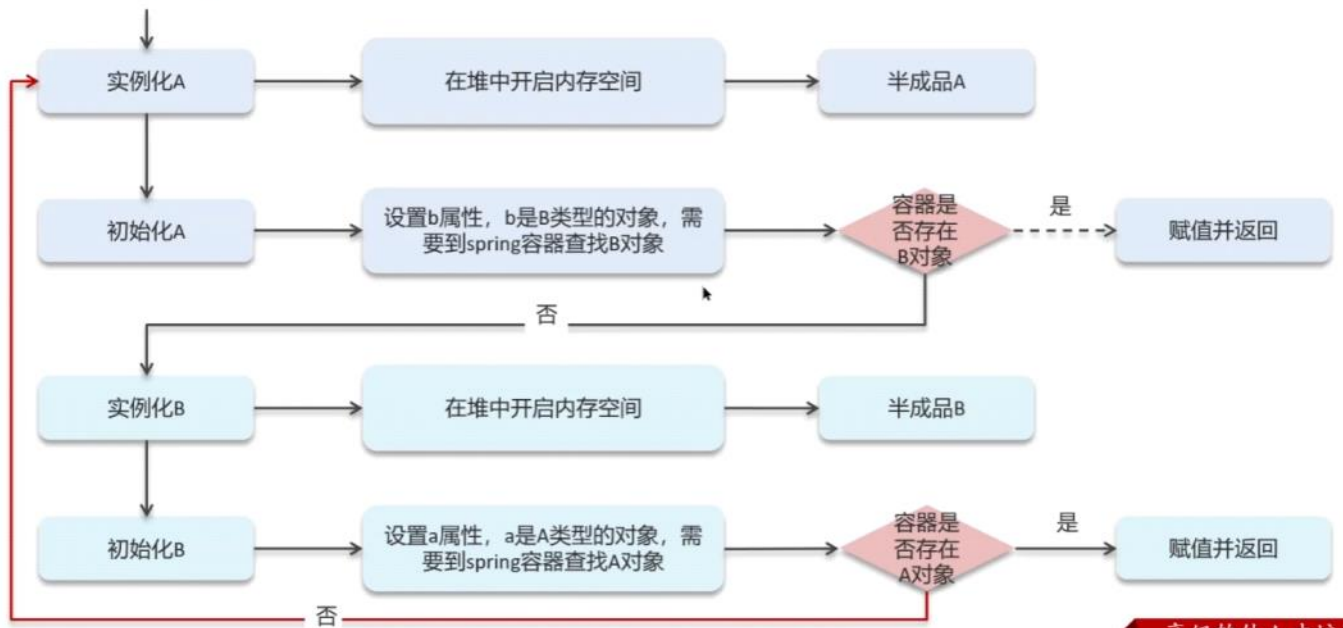 实例化A
在堆中开启内存空间
半成品A
初始化A
设置b属性，b是B类型的对象，需
要到spring容器查找B对象
容器是
否存在
B对象
是
赋值并返回
否
实例化B
在堆中开启内存空间
半成品B
初始化B
设置a属性，a是A类型的对象，需
要到spring容器查找A对象
容器是
否存在
A对象
是
赋值并返回
否